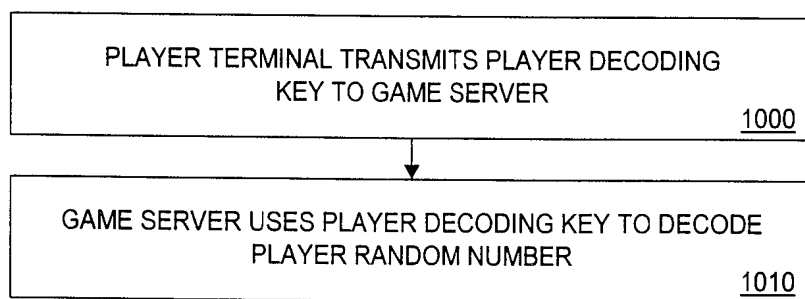 PLAYER TERMINAL TRANSMITS PLAYER DECODING
KEY TO GAME SERVER
1000
GAME SERVER USES PLAYER DECODING KEY TO DECODE
PLAYER RANDOM NUMBER
1010